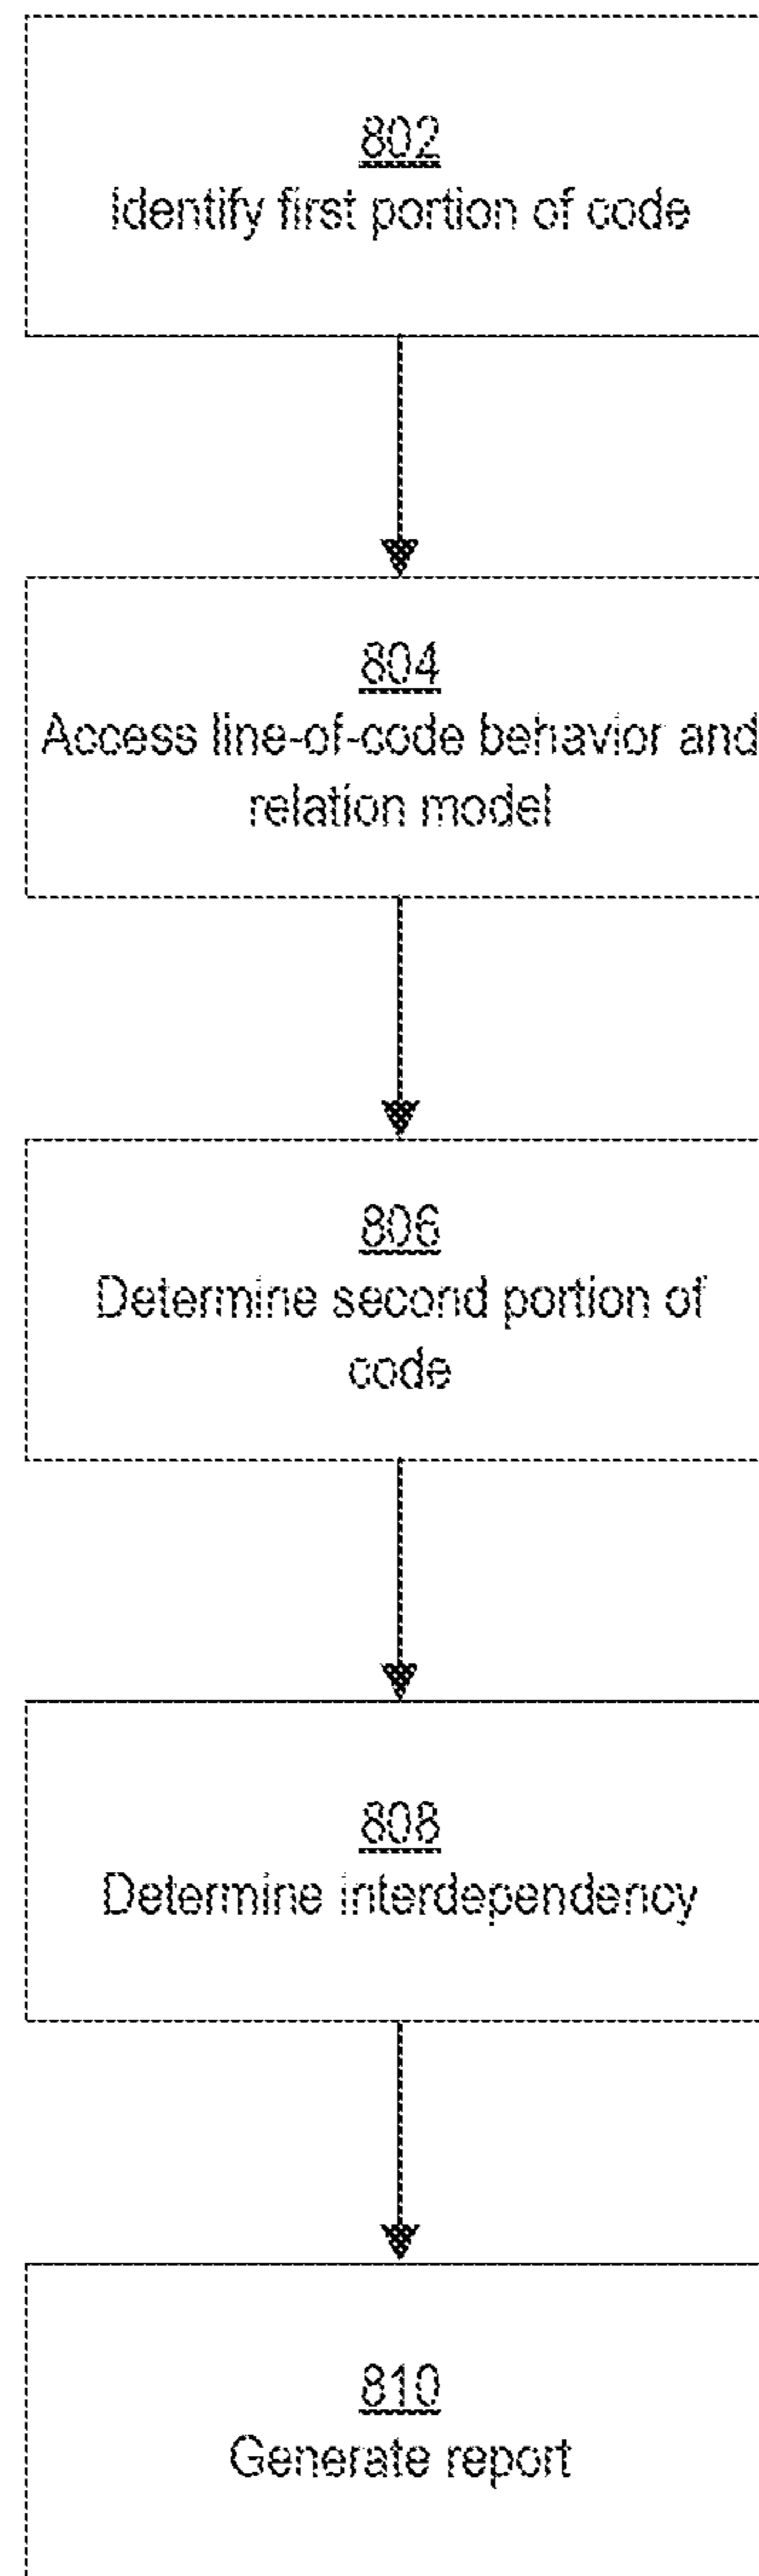 802
Identify first portion of code
804
Access line-of-code behavior and
relation model
806
Determine second portion of
code
808
Determine interdependency
810
Generate report